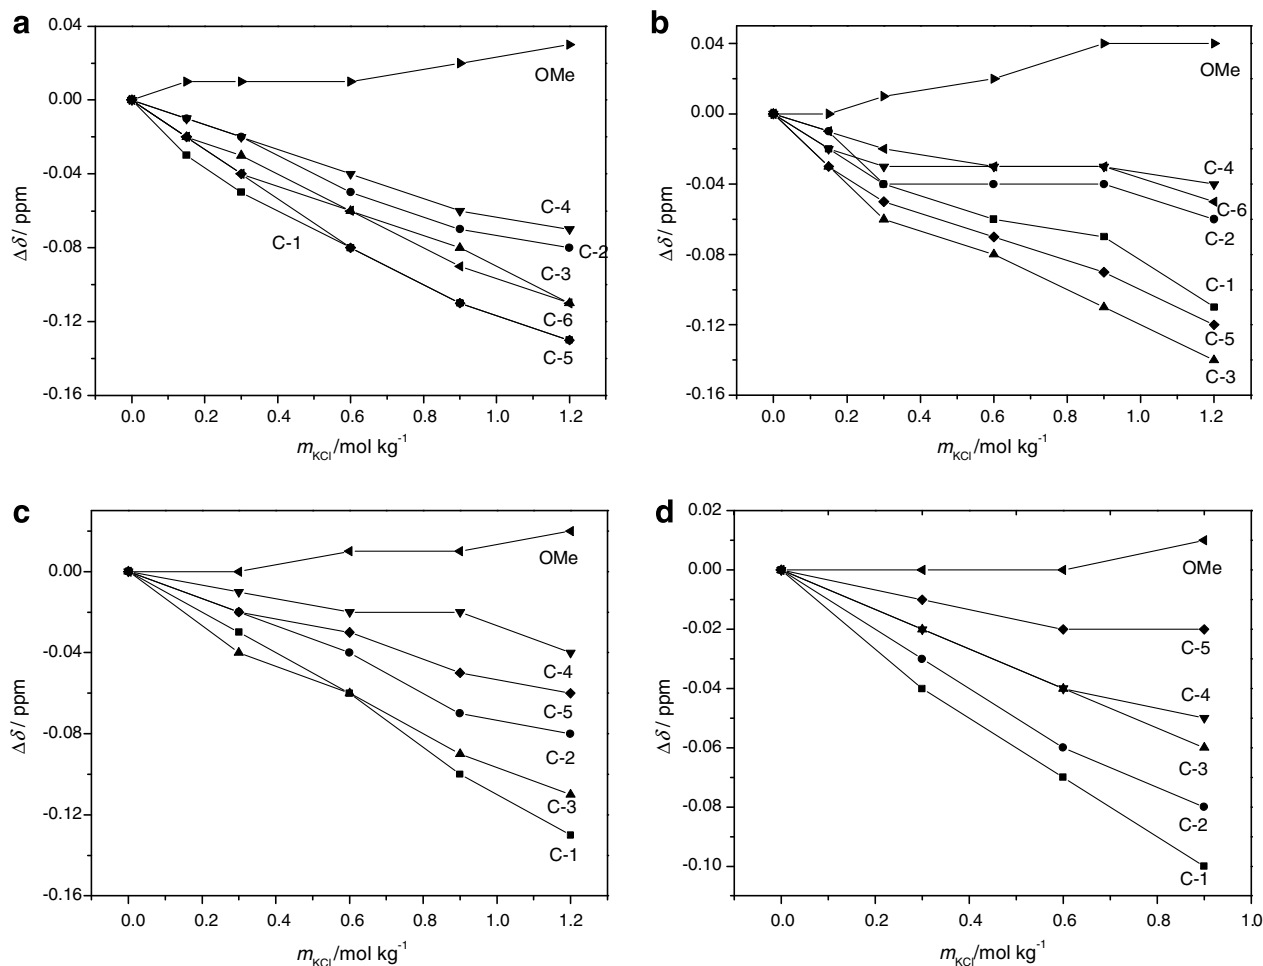 a
0.04
0.00
-0.04
-0.08
-0.12
-0.16
Δδ / ppm
OMe
C-4
C-2
C-1
C-3
C-6
C-5
0.0 0.2 0.4 0.6 0.8 1.0 1.2
mKCl/mol kg-1
b
0.04
0.00
-0.04
-0.08
-0.12
-0.16
Δδ / ppm
OMe
C-4
C-6
C-2
C-1
C-5
C-3
0.0 0.2 0.4 0.6 0.8 1.0 1.2
mKCl/mol kg-1
c
0.00
-0.04
-0.08
-0.12
-0.16
Δδ / ppm
OMe
C-4
C-5
C-2
C-3
C-1
0.0 0.2 0.4 0.6 0.8 1.0 1.2
mKCl/mol kg-1
d
0.02
0.00
-0.02
-0.04
-0.06
-0.08
-0.10
Δδ / ppm
OMe
C-5
C-4
C-3
C-2
C-1
0.0 0.2 0.4 0.6 0.8 1.0
mKCl/mol kg-1